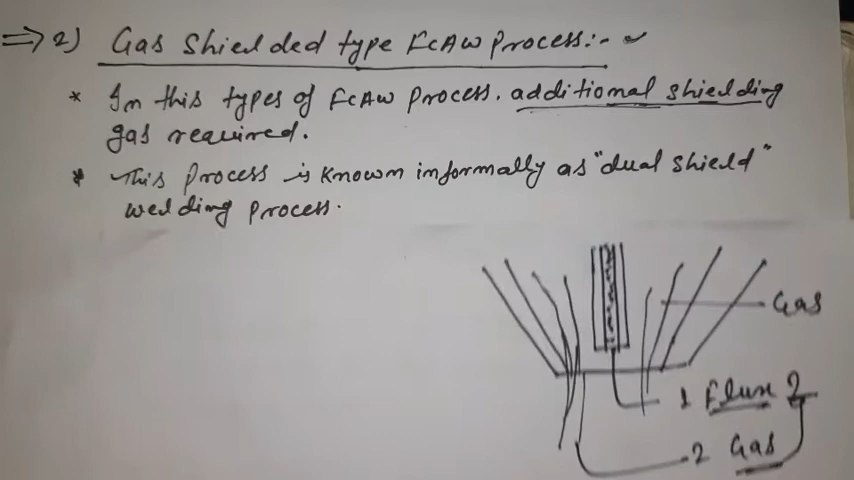 ⇒ 2) Gas Shielded type FCAW Process:-
* In this types of FCAW Process. additional shielding
gas required.
* This Process is known informally as "dual shield"
welding Process.
Gas
1 Flux 2
2 Gas